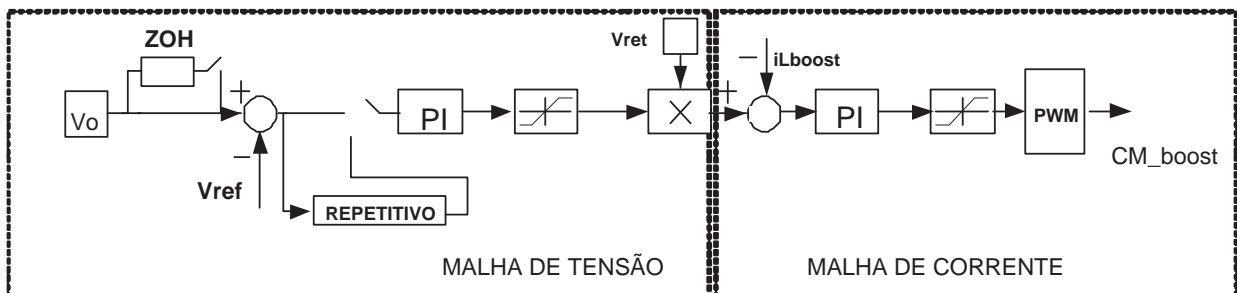 ZOH
Vo
+
−
Vref
REPETITIVO
PI
Vret
X
MALHA DE TENSÃO
−
iLboost
+
PI
PWM
CM_boost
MALHA DE CORRENTE